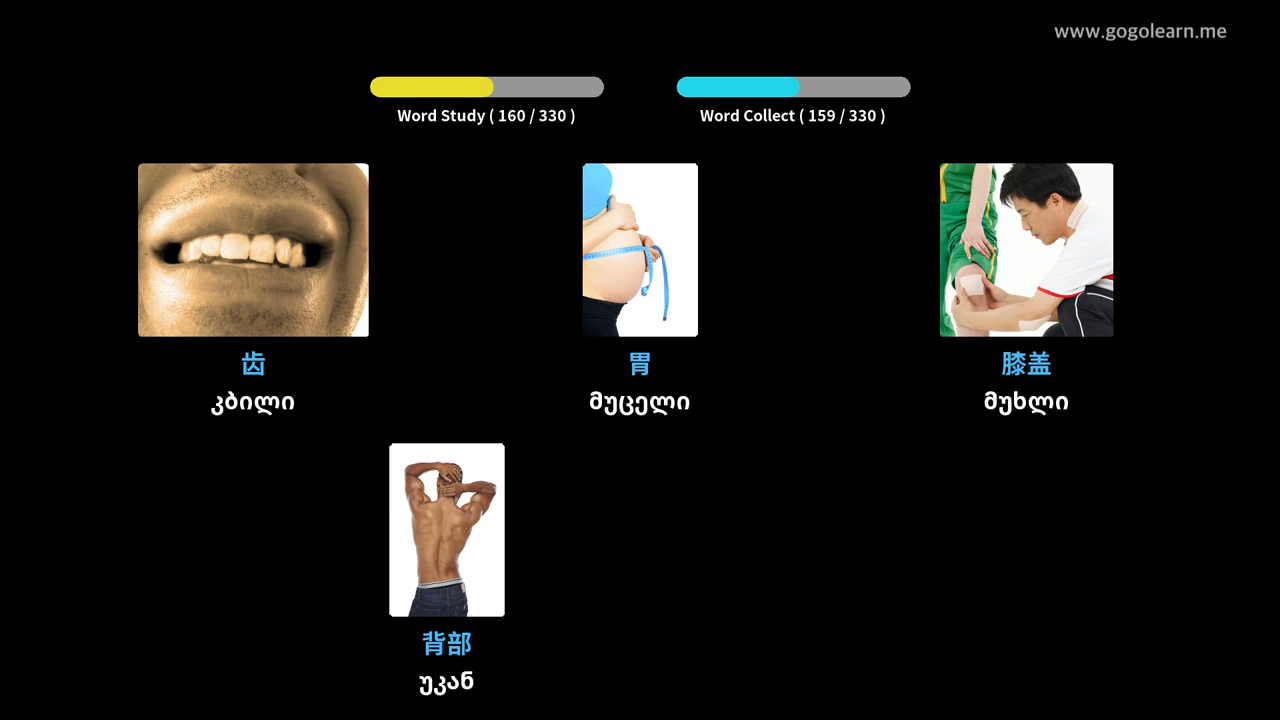 www.gogolearn.me
Word Study ( 160 / 330 )
Word Collect ( 159 / 330 )
齿
კბილი
胃
მუცელი
膝盖
მუხლი
背部
უკან